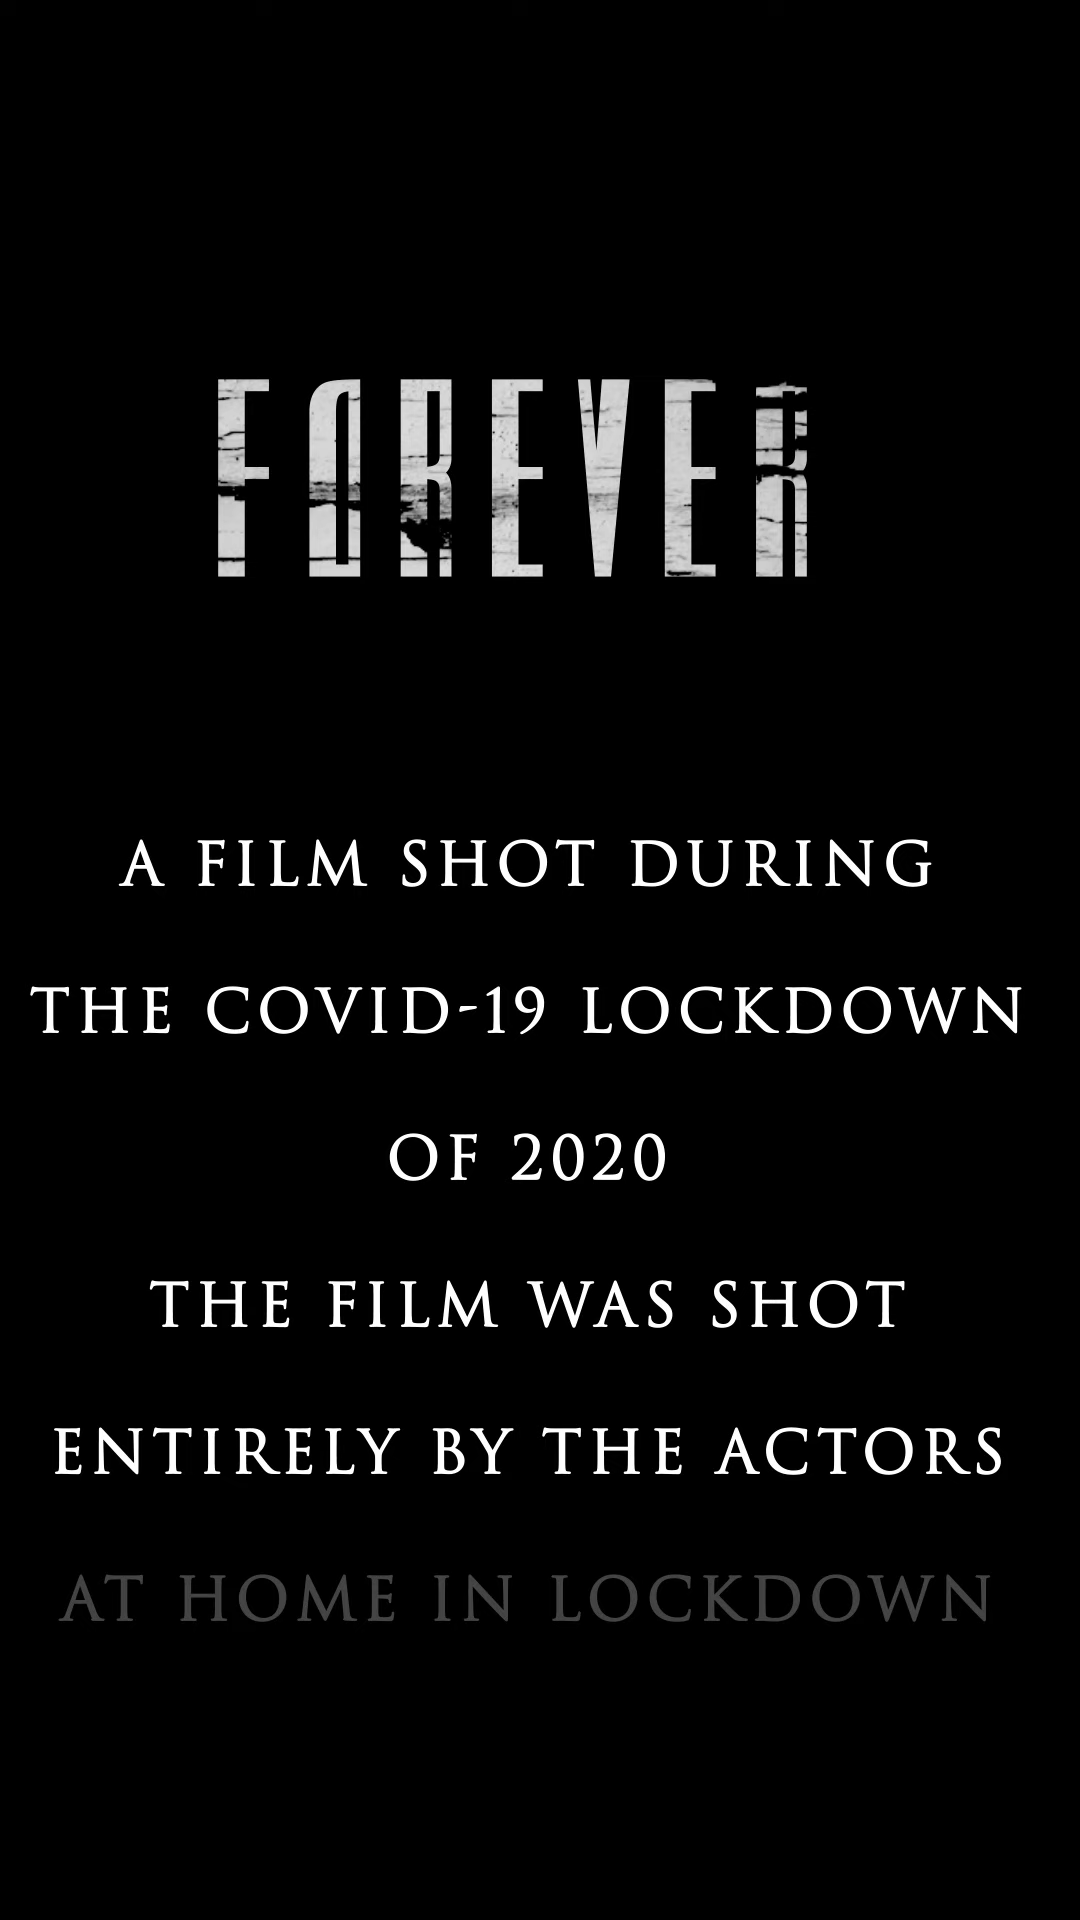 FOREVER
A FILM SHOT DURING
THE COVID-19 LOCKDOWN
OF 2020
THE FILM WAS SHOT
ENTIRELY BY THE ACTORS
AT HOME IN LOCKDOWN